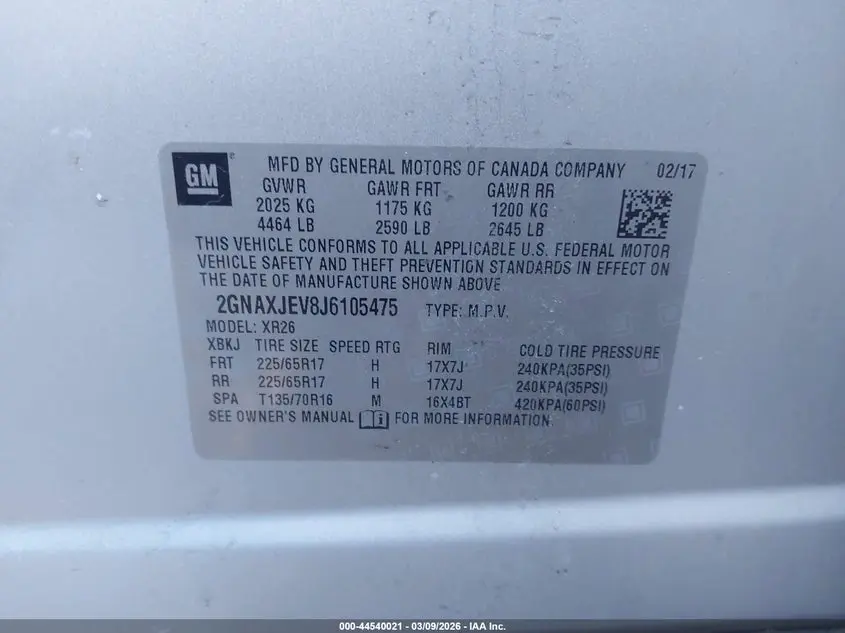 GM MFD BY GENERAL MOTORS OF CANADA COMPANY 02/17
GVWR GAWR FRT GAWR RR
2025 KG 1175 KG 1200 KG
4464 LB 2590 LB 2645 LB
THIS VEHICLE CONFORMS TO ALL APPLICABLE U.S. FEDERAL MOTOR
VEHICLE SAFETY AND THEFT PREVENTION STANDARDS IN EFFECT ON
THE DATE OF MANUFACTURE SHOWN ABOVE
2GNAXJEV8J6105475 TYPE: M.P.V.
MODEL: XR26
XBKJ TIRE SIZE SPEED RTG RIM COLD TIRE PRESSURE
FRT 225/65R17 H 17X7J 240KPA(35PSI)
RR 225/65R17 H 17X7J 240KPA(35PSI)
SPA T135/70R16 M 16X4BT 420KPA(60PSI)
SEE OWNER'S MANUAL FOR MORE INFORMATION.
000-44540021 - 03/09/2026 - IAA Inc.